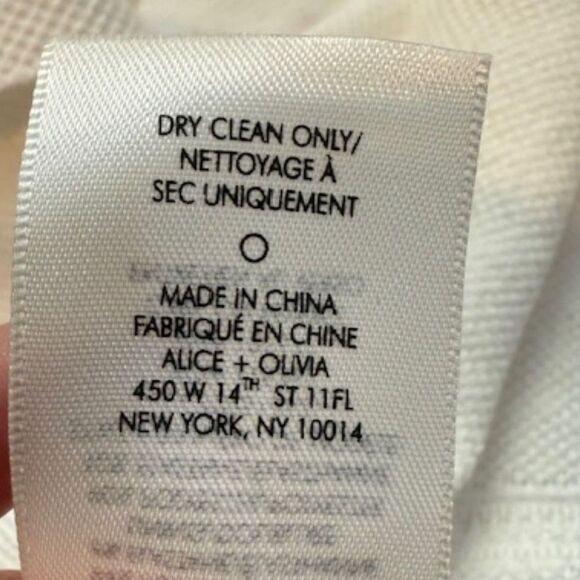 DRY CLEAN ONLY/
NETTOYAGE À
SEC UNIQUEMENT
MADE IN CHINA
FABRIQUÉ EN CHINE
ALICE + OLIVIA
450 W 14TH ST 11FL
NEW YORK, NY 10014